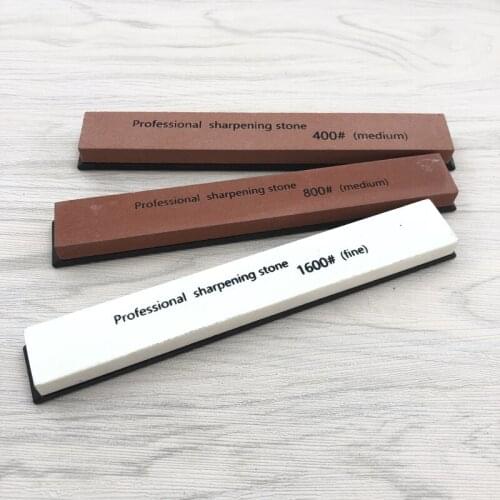 Professional sharpening stone 400# (medium)
Professional sharpening stone 800# (medium)
Professional sharpening stone 1600# (fine)